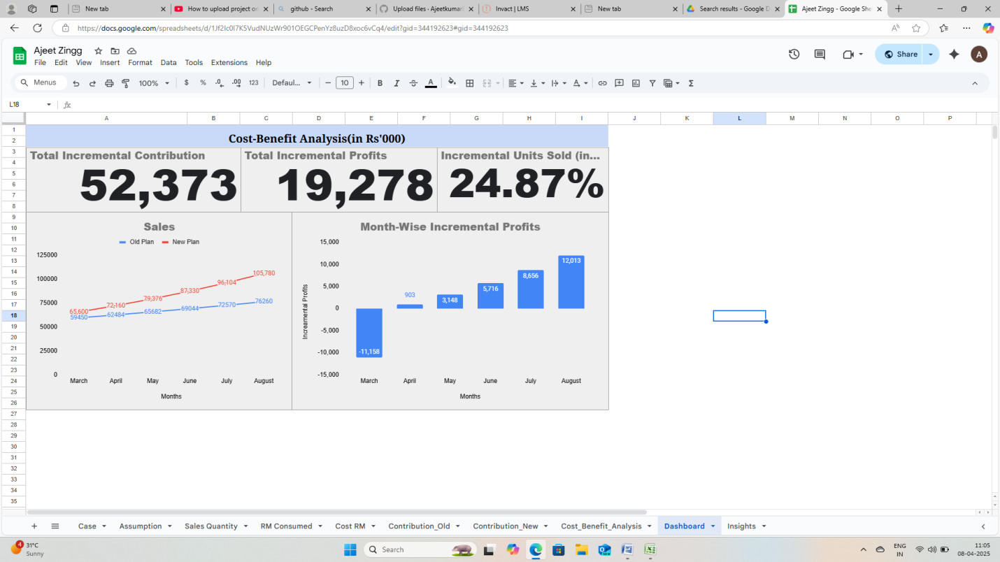 New tab
How to upload project on
github - Search
Upload files · Ajeetkumar
Invact | LMS
New tab
Search results - Google D
Ajeet Zingg - Google She
https://docs.google.com/spreadsheets/d/1Jf2Ic0I7K5VudNUzWr901OEGCPenYz8uzD8xoc6vCq4/edit?gid=344192623#gid=344192623
Ajeet Zingg
File Edit View Insert Format Data Tools Extensions Help
Share
A
Menus 100% $ % .0 .00 123 Defaul... 10 B I A
L18
fx
A B C D E F G H I J K L M N O P
1
2
3
4
5
6
7
8
9
10
11
12
13
14
15
16
17
18
19
20
21
22
23
24
25
26
27
28
29
30
31
32
33
34
35
Cost-Benefit Analysis(in Rs'000)
Total Incremental Contribution
52,373
Total Incremental Profits
19,278
Incremental Units Sold (in...
24.87%
Sales
Old Plan New Plan
125000
100000
75000
50000
25000
0
65,600 72,160 79,376 87,330 96,104 105,780
59450 62484 65682 69044 72570 76260
March April May June July August
Months
Month-Wise Incremental Profits
Increamental Profits
15,000
10,000
5,000
0
-5,000
-10,000
-15,000
-11,158 903 3,148 5,716 8,656 12,013
March April May June July August
Months
Case Assumption Sales Quantity RM Consumed Cost RM Contribution_Old Contribution_New Cost_Benefit_Analysis Dashboard Insights
4
31°C
Sunny
Search
ENG
IN
11:05
08-04-2025